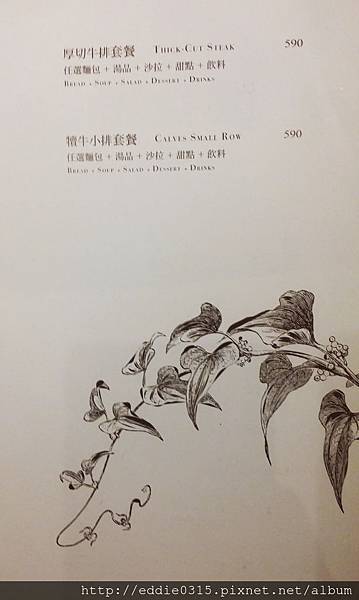 厚切牛排套餐 THICK-CUT STEAK 590
任選麵包 + 湯品 + 沙拉 + 甜點 + 飲料
BREAD + SOUP + SALAD + DESSERT + DRINKS
犢牛小排套餐 CALVES SMALL ROW 590
任選麵包 + 湯品 + 沙拉 + 甜點 + 飲料
BREAD + SOUP + SALAD + DESSERT + DRINKS
http://eddie0315.pixnet.net/album